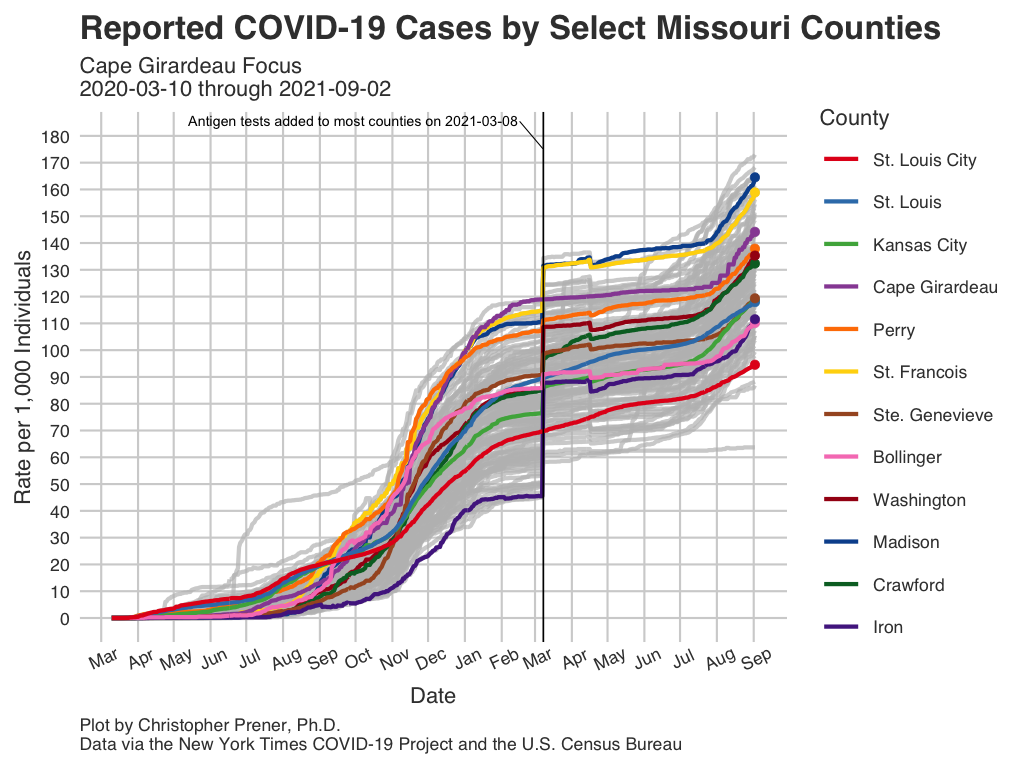 Reported COVID-19 Cases by Select Missouri Counties
Cape Girardeau Focus
2020-03-10 through 2021-09-02
Antigen tests added to most counties on 2021-03-08
Rate per 1,000 Individuals
180
170
160
150
140
130
120
110
100
90
80
70
60
50
40
30
20
10
0
Mar Apr May Jun Jul Aug Sep Oct Nov Dec Jan Feb Mar Apr May Jun Jul Aug Sep
Date
County
St. Louis City
St. Louis
Kansas City
Cape Girardeau
Perry
St. Francois
Ste. Genevieve
Bollinger
Washington
Madison
Crawford
Iron
Plot by Christopher Prener, Ph.D.
Data via the New York Times COVID-19 Project and the U.S. Census Bureau